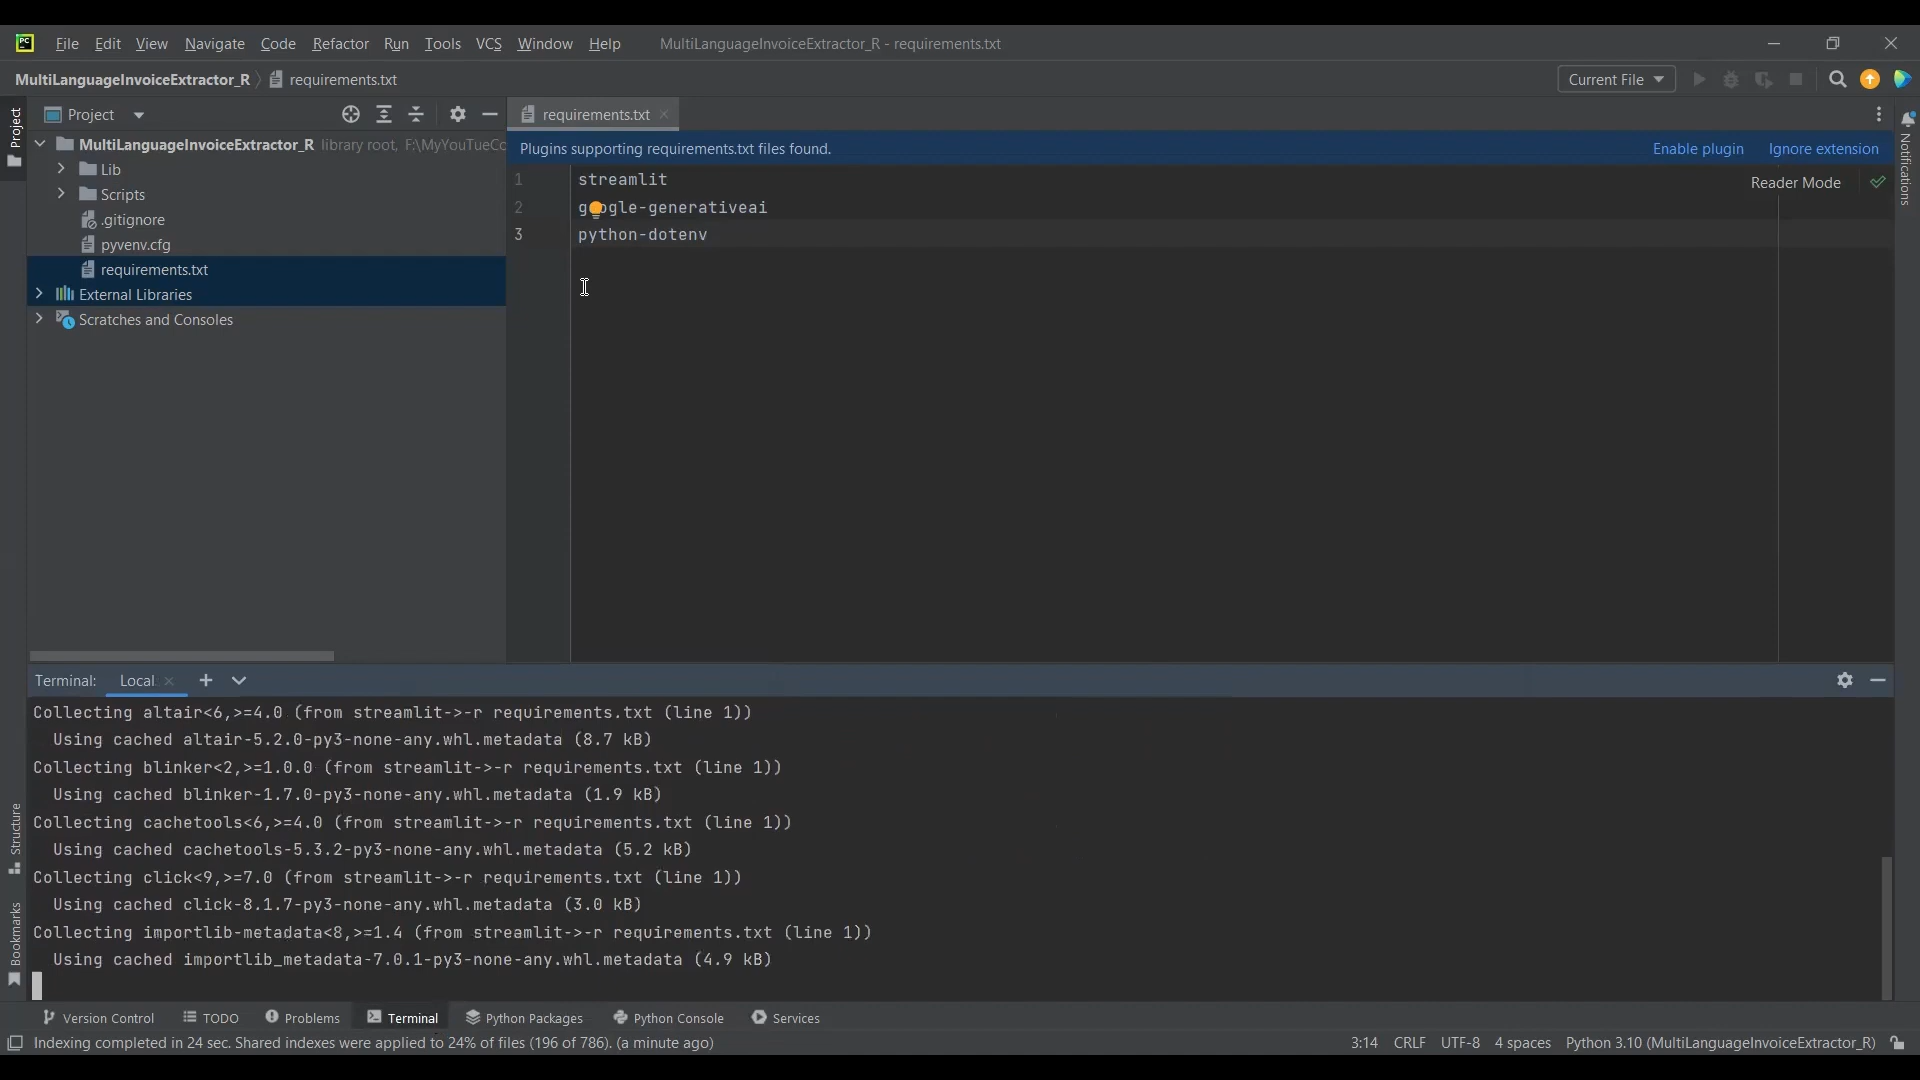 PC File Edit View Navigate Code Refactor Run Tools VCS Window Help MultiLanguageInvoiceExtractor_R - requirements.txt
MultiLanguageInvoiceExtractor_R requirements.txt Current File
Project Project requirements.txt
MultiLanguageInvoiceExtractor_R library root, F:\MyYouTueCo
Plugins supporting requirements.txt files found. Enable plugin Ignore extension
Notifications
Lib
Scripts
.gitignore
pyvenv.cfg
requirements.txt
External Libraries
Scratches and Consoles
Reader Mode
1 streamlit
2 google-generativeai
3 python-dotenv
Terminal: Local
Collecting altair<6,>=4.0 (from streamlit->-r requirements.txt (line 1))
Using cached altair-5.2.0-py3-none-any.whl.metadata (8.7 kB)
Collecting blinker<2,>=1.0.0 (from streamlit->-r requirements.txt (line 1))
Using cached blinker-1.7.0-py3-none-any.whl.metadata (1.9 kB)
Collecting cachetools<6,>=4.0 (from streamlit->-r requirements.txt (line 1))
Using cached cachetools-5.3.2-py3-none-any.whl.metadata (5.2 kB)
Collecting click<9,>=7.0 (from streamlit->-r requirements.txt (line 1))
Using cached click-8.1.7-py3-none-any.whl.metadata (3.0 kB)
Collecting importlib-metadata<8,>=1.4 (from streamlit->-r requirements.txt (line 1))
Using cached importlib_metadata-7.0.1-py3-none-any.whl.metadata (4.9 kB)
Structure
Bookmarks
Version Control TODO Problems Terminal Python Packages Python Console Services
Indexing completed in 24 sec. Shared indexes were applied to 24% of files (196 of 786). (a minute ago) 3:14 CRLF UTF-8 4 spaces Python 3.10 (MultiLanguageInvoiceExtractor_R)